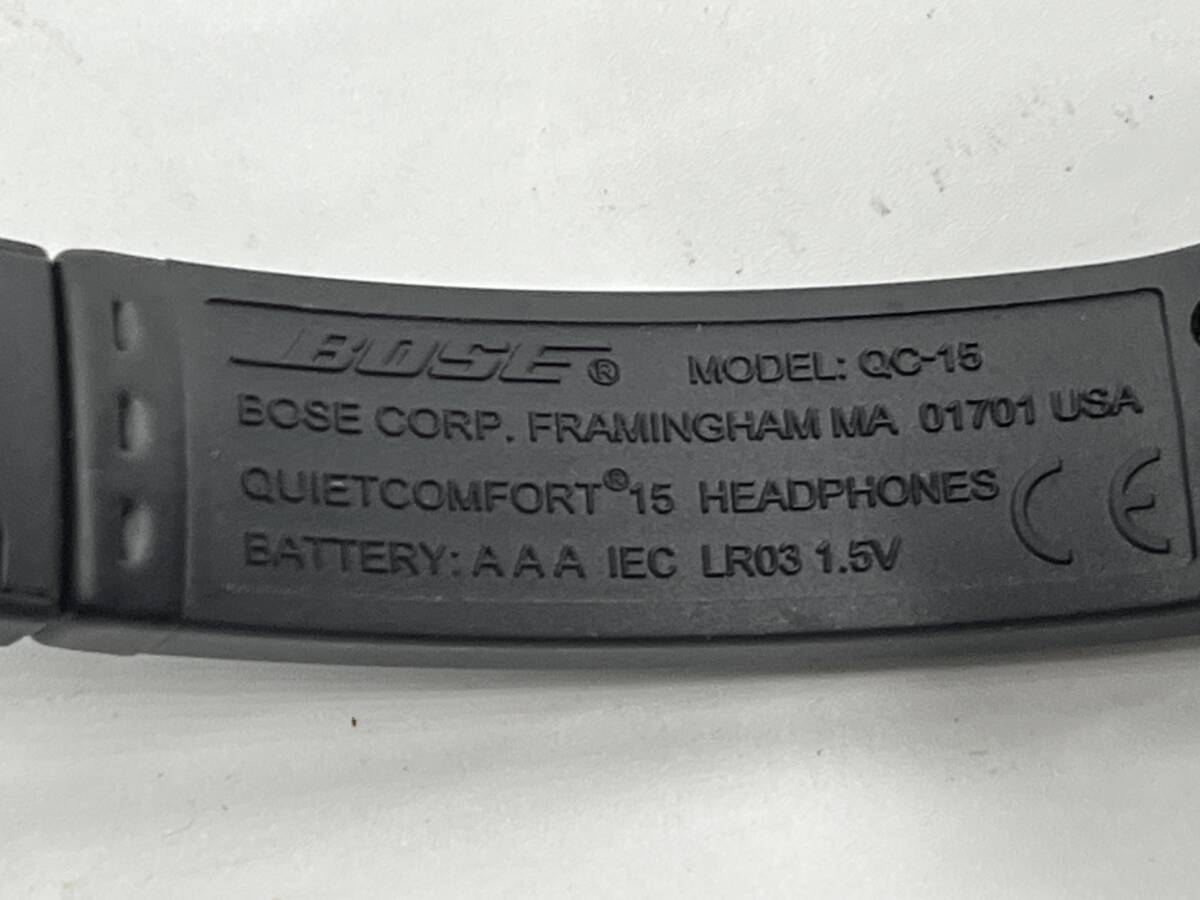 BOSE® MODEL: QC-15
BOSE CORP. FRAMINGHAM MA 01701 USA
QUIETCOMFORT®15 HEADPHONES CE
BATTERY: AAA IEC LR03 1.5V